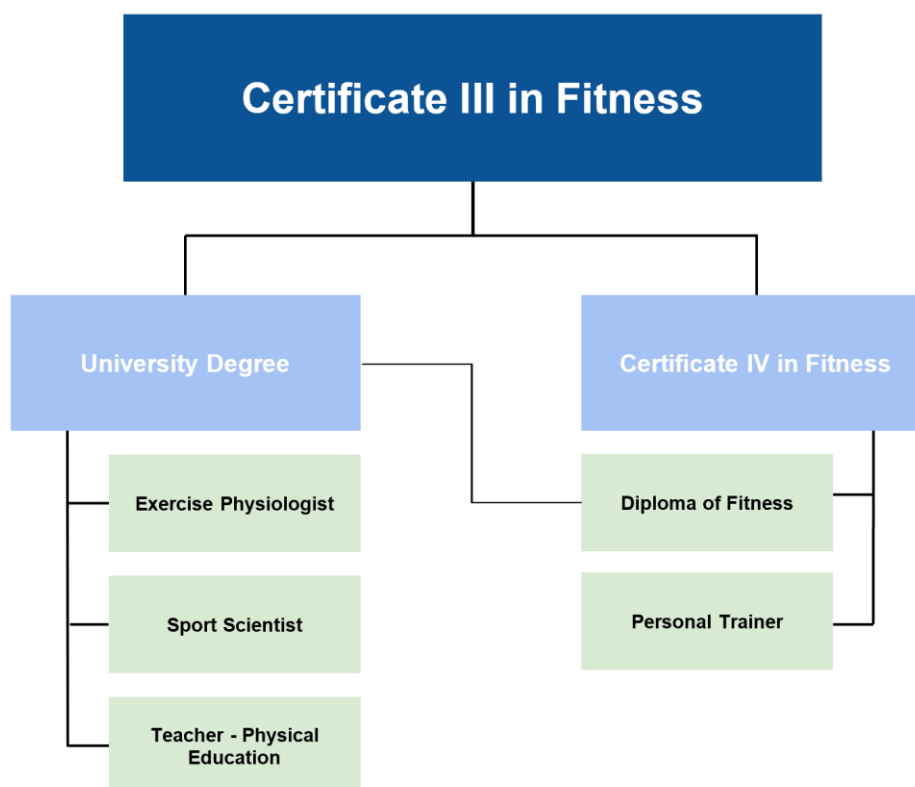 Certificate III in Fitness
University Degree
Certificate IV in Fitness
Exercise Physiologist
Diploma of Fitness
Sport Scientist
Personal Trainer
Teacher - Physical
Education